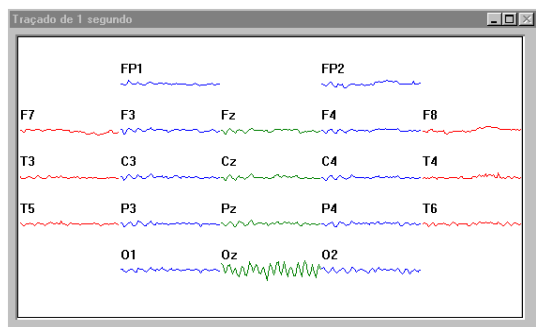 Traçado de 1 segundo
FP1 FP2
F7 F3 Fz F4 F8
T3 C3 Cz C4 T4
T5 P3 Pz P4 T6
O1 Oz O2